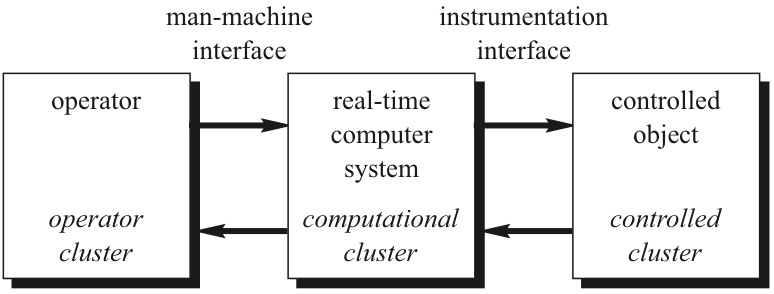 man-machine
interface
instrumentation
interface
operator
operator
cluster
real-time
computer
system
computational
cluster
controlled
object
controlled
cluster